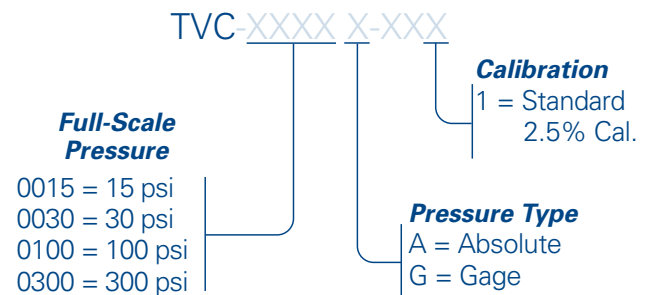 TVC-XXXX X-XXX
Calibration
1 = Standard
2.5% Cal.
Full-Scale
Pressure
0015 = 15 psi
0030 = 30 psi
0100 = 100 psi
0300 = 300 psi
Pressure Type
A = Absolute
G = Gage